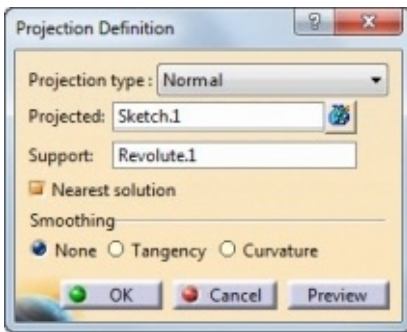 Projection Definition
Projection type : Normal
Projected: Sketch.1
Support: Revolute.1
Nearest solution
Smoothing
None Tangency Curvature
OK Cancel Preview